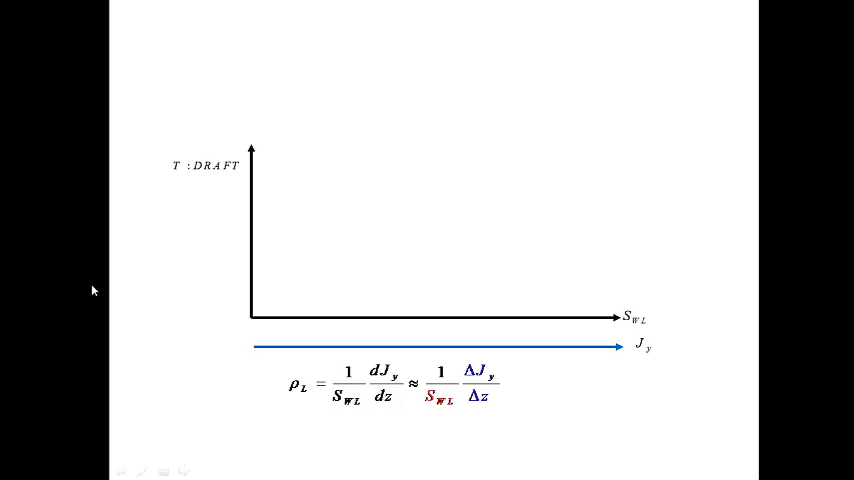 T : DRAFT
S_WL
J_y
ρ_L = 1/S_WL dJ_y/dz ≈ 1/S_WL ΔJ_y/Δz